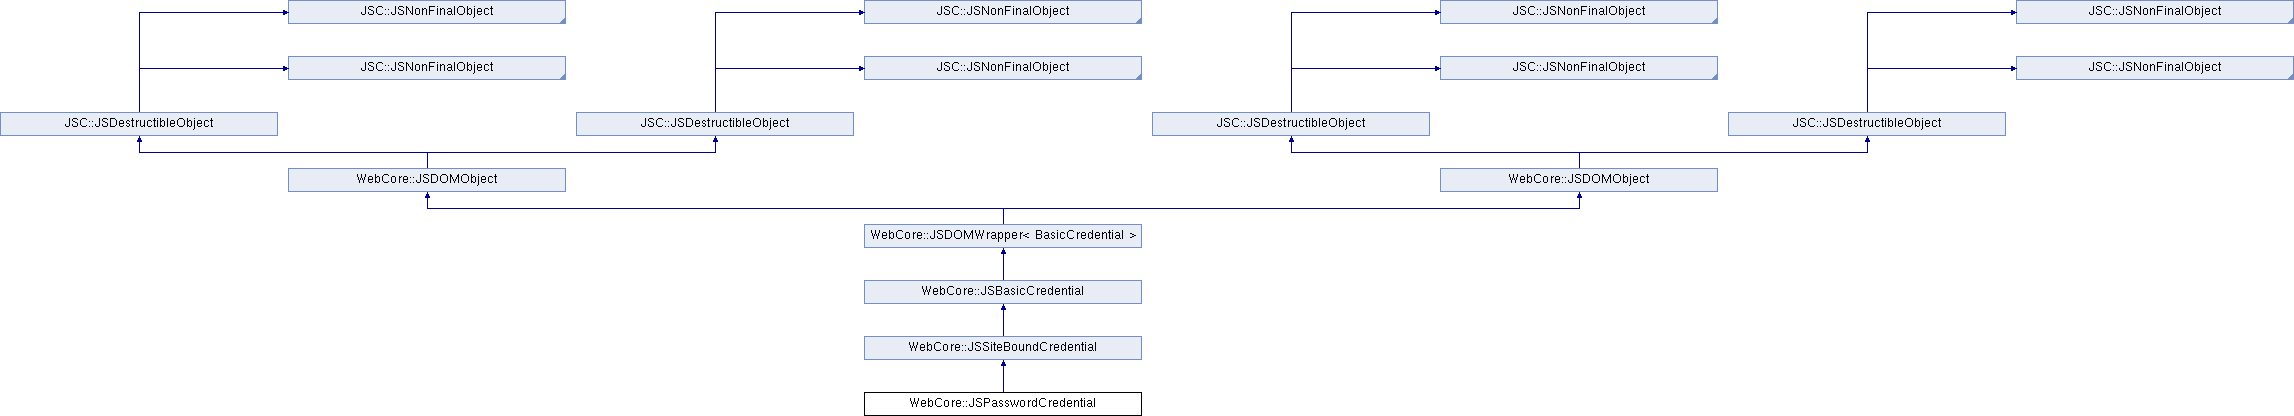 JSC::JSNonFinalObject
JSC::JSNonFinalObject
JSC::JSNonFinalObject
JSC::JSNonFinalObject
JSC::JSNonFinalObject
JSC::JSNonFinalObject
JSC::JSNonFinalObject
JSC::JSNonFinalObject
JSC::JSDestructibleObject
JSC::JSDestructibleObject
JSC::JSDestructibleObject
JSC::JSDestructibleObject
WebCore::JSDOMObject
WebCore::JSDOMObject
WebCore::JSDOMWrapper< BasicCredential >
WebCore::JSBasicCredential
WebCore::JSSiteBoundCredential
WebCore::JSPasswordCredential